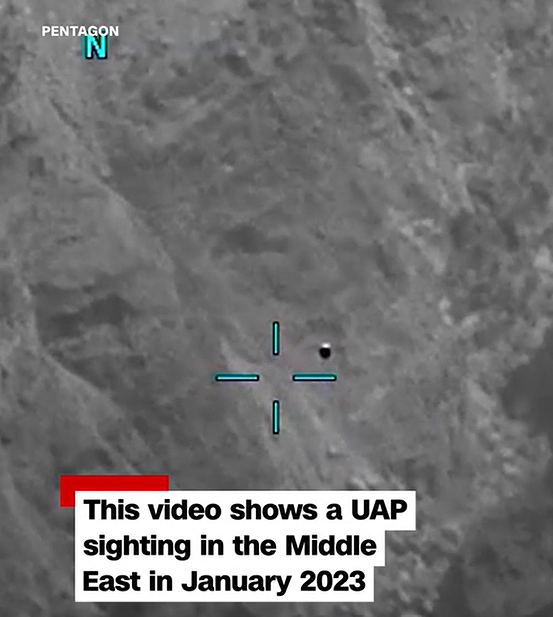 PENTAGON
N
This video shows a UAP
sighting in the Middle
East in January 2023